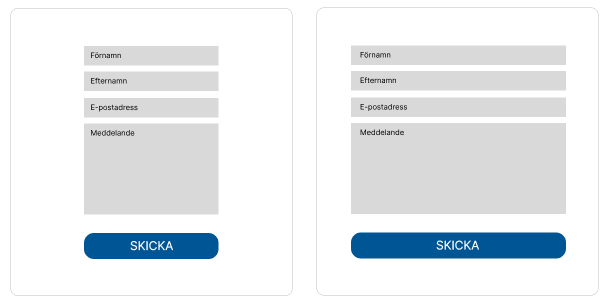 Förnamn
Efternamn
E-postadress
Meddelande
SKICKA
Förnamn
Efternamn
E-postadress
Meddelande
SKICKA